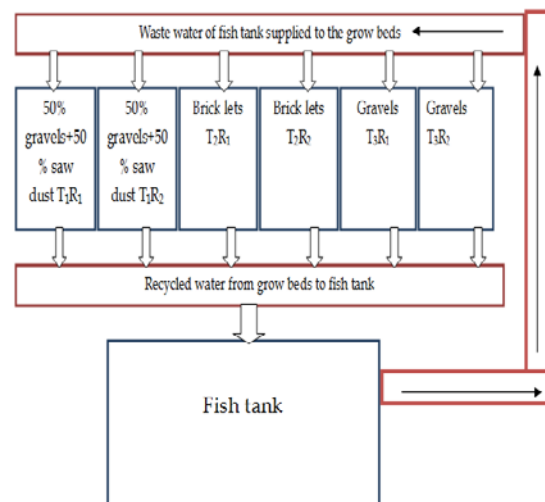 Waste water of fish tank supplied to the grow beds
50%
gravels+50
% saw
dust T₁R₁
50%
gravels+50
% saw
dust T₁R₂
Brick lets
T₂R₁
Brick lets
T₂R₂
Gravels
T₃R₁
Gravels
T₃R₂
Recycled water from grow beds to fish tank
Fish tank